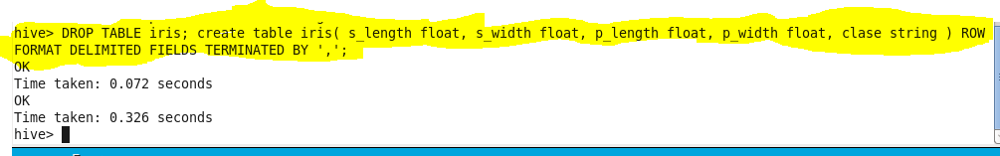 hive> DROP TABLE iris; create table iris( s_length float, s_width float, p_length float, p_width float, clase string ) ROW
FORMAT DELIMITED FIELDS TERMINATED BY ',';
OK
Time taken: 0.072 seconds
OK
Time taken: 0.326 seconds
hive>